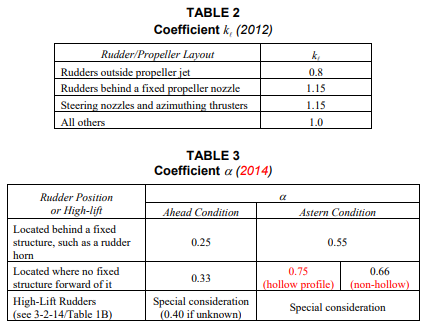 TABLE 2
Coefficient kₗ (2012)
Rudder/Propeller Layout kₗ
Rudders outside propeller jet 0.8
Rudders behind a fixed propeller nozzle 1.15
Steering nozzles and azimuthing thrusters 1.15
All others 1.0
TABLE 3
Coefficient α (2014)
Rudder Position
or High-lift
α
Ahead Condition Astern Condition
Located behind a fixed
structure, such as a rudder
horn
0.25 0.55
Located where no fixed
structure forward of it
0.33
0.75
(hollow profile)
0.66
(non-hollow)
High-Lift Rudders
(see 3-2-14/Table 1B)
Special consideration
(0.40 if unknown)
Special consideration